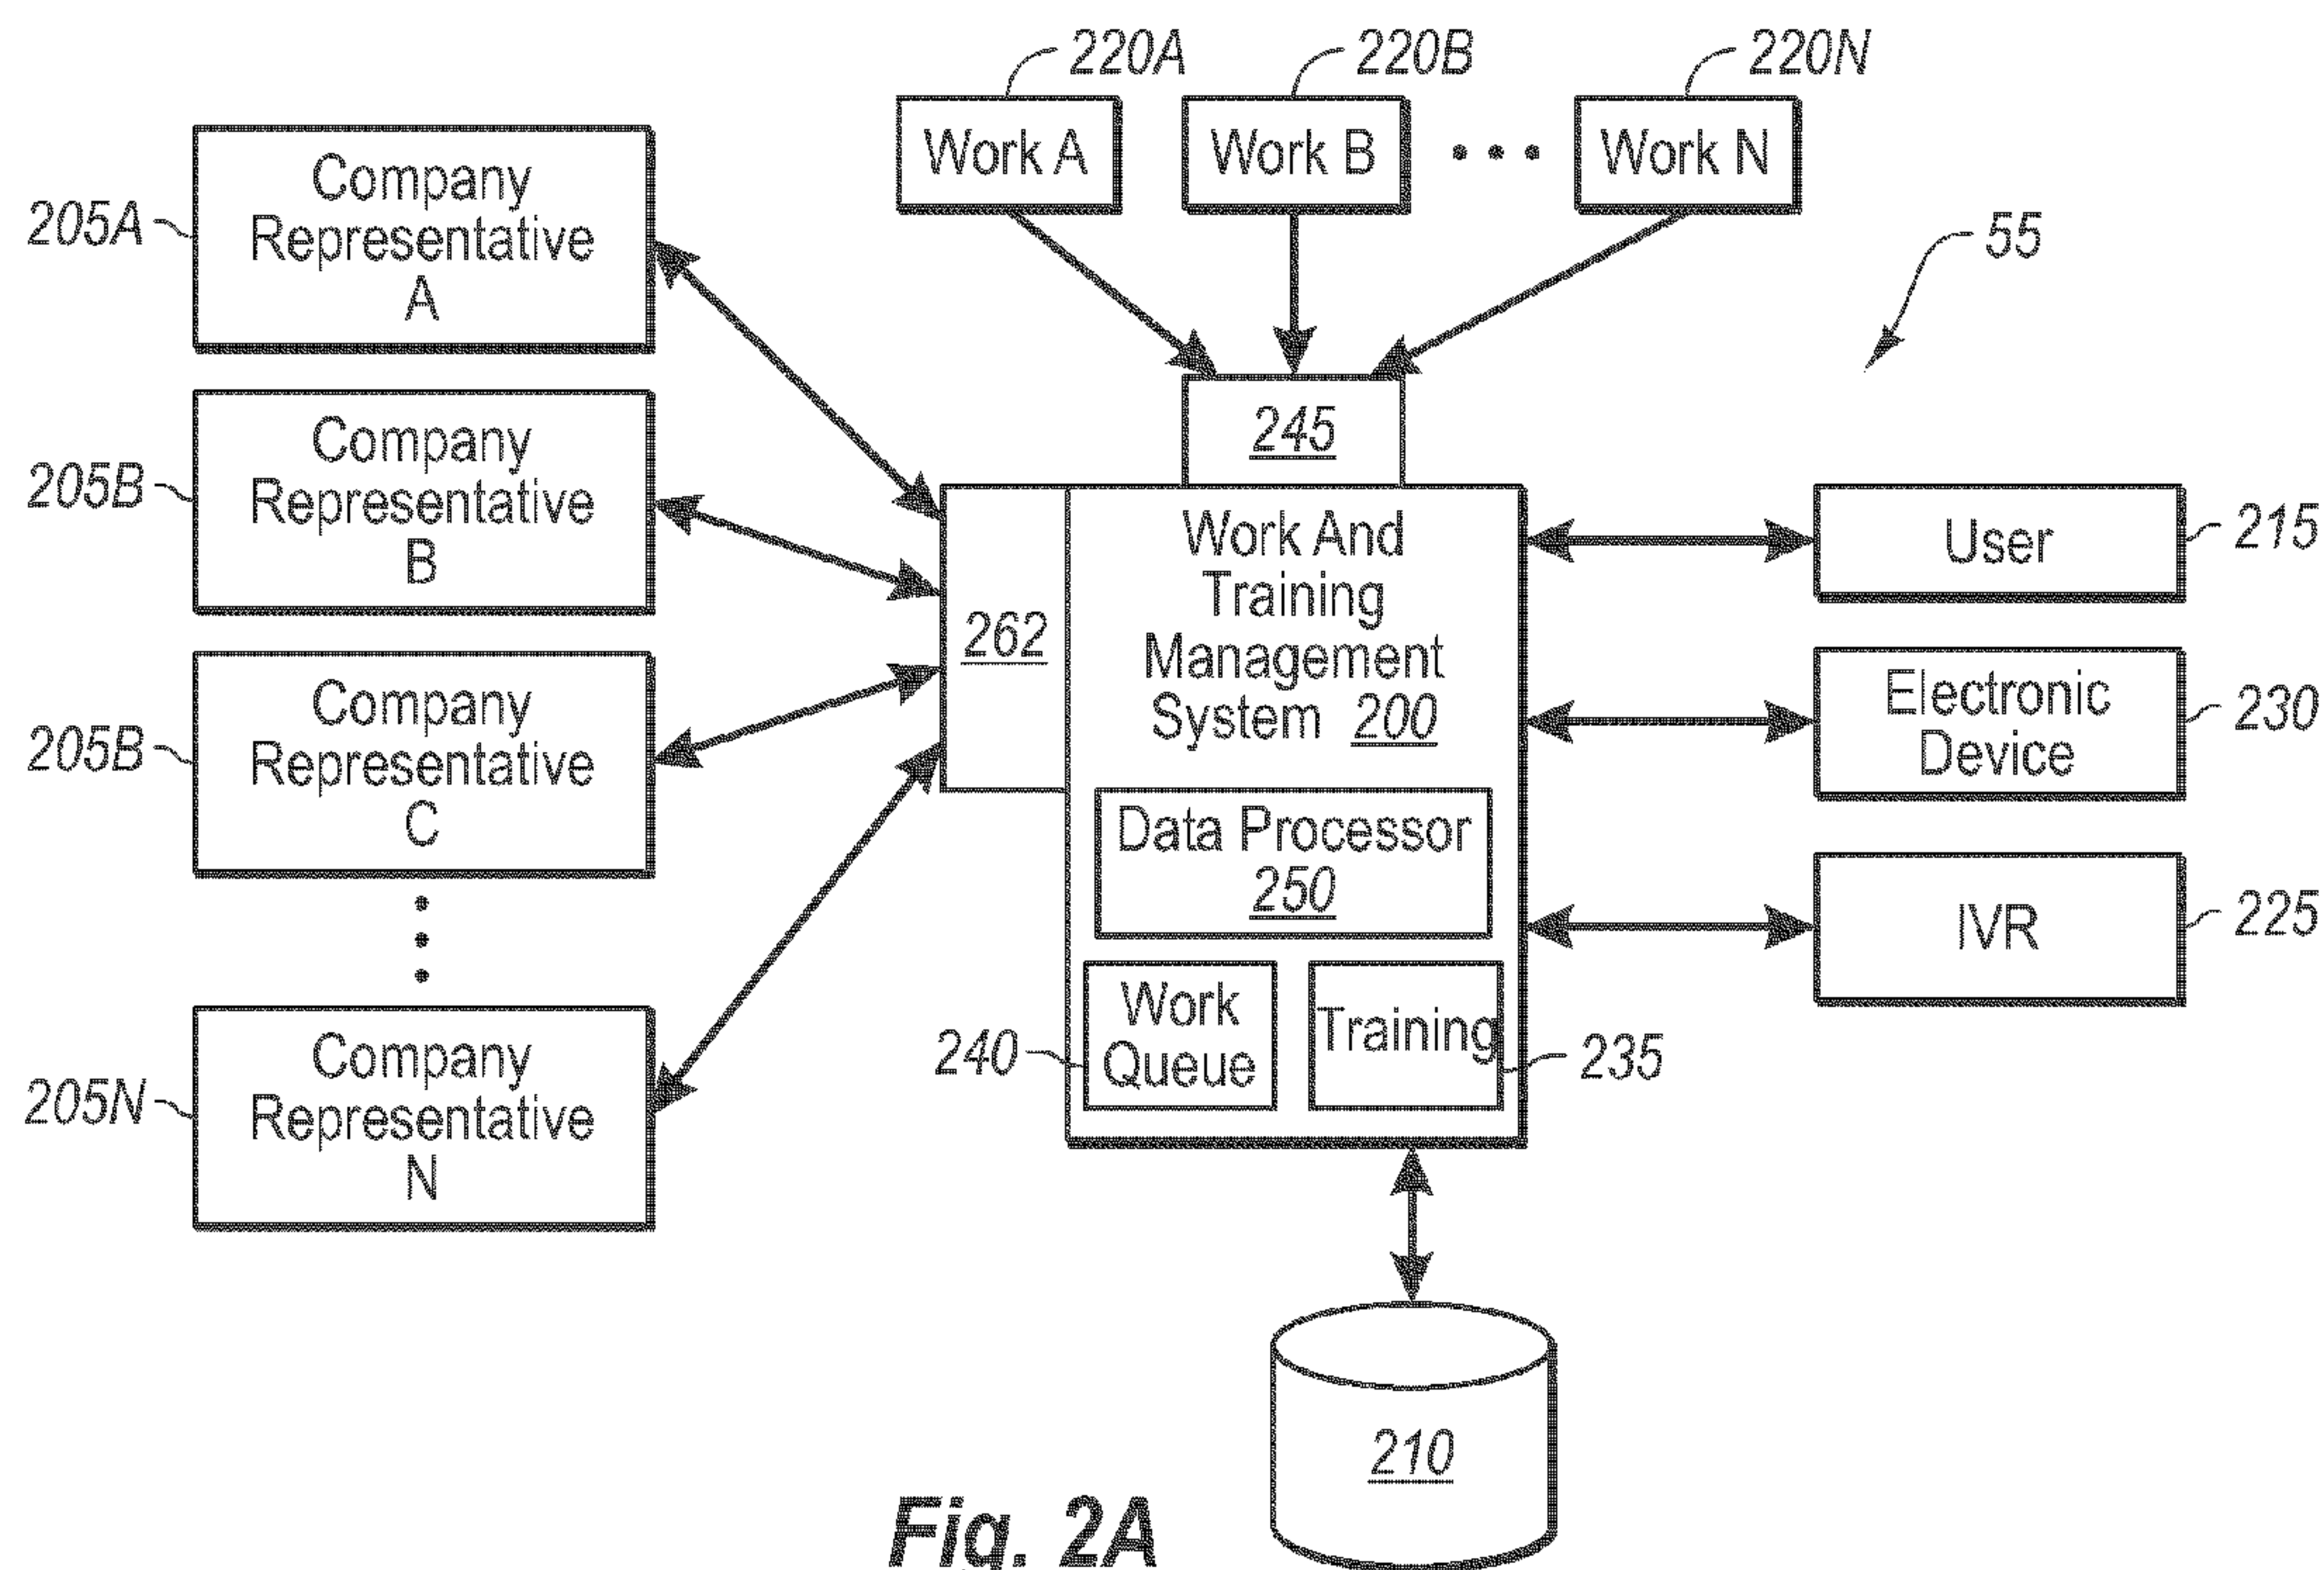 220A
220B
220N
Work A
Work B
Work N
55
205A
Company
Representative
A
205B
Company
Representative
B
205B
Company
Representative
C
205N
Company
Representative
N
245
262
Work And
Training
Management
System 200
Data Processor
250
240
Work
Queue
Training
235
User
215
Electronic
Device
230
IVR
225
210
Fig. 2A